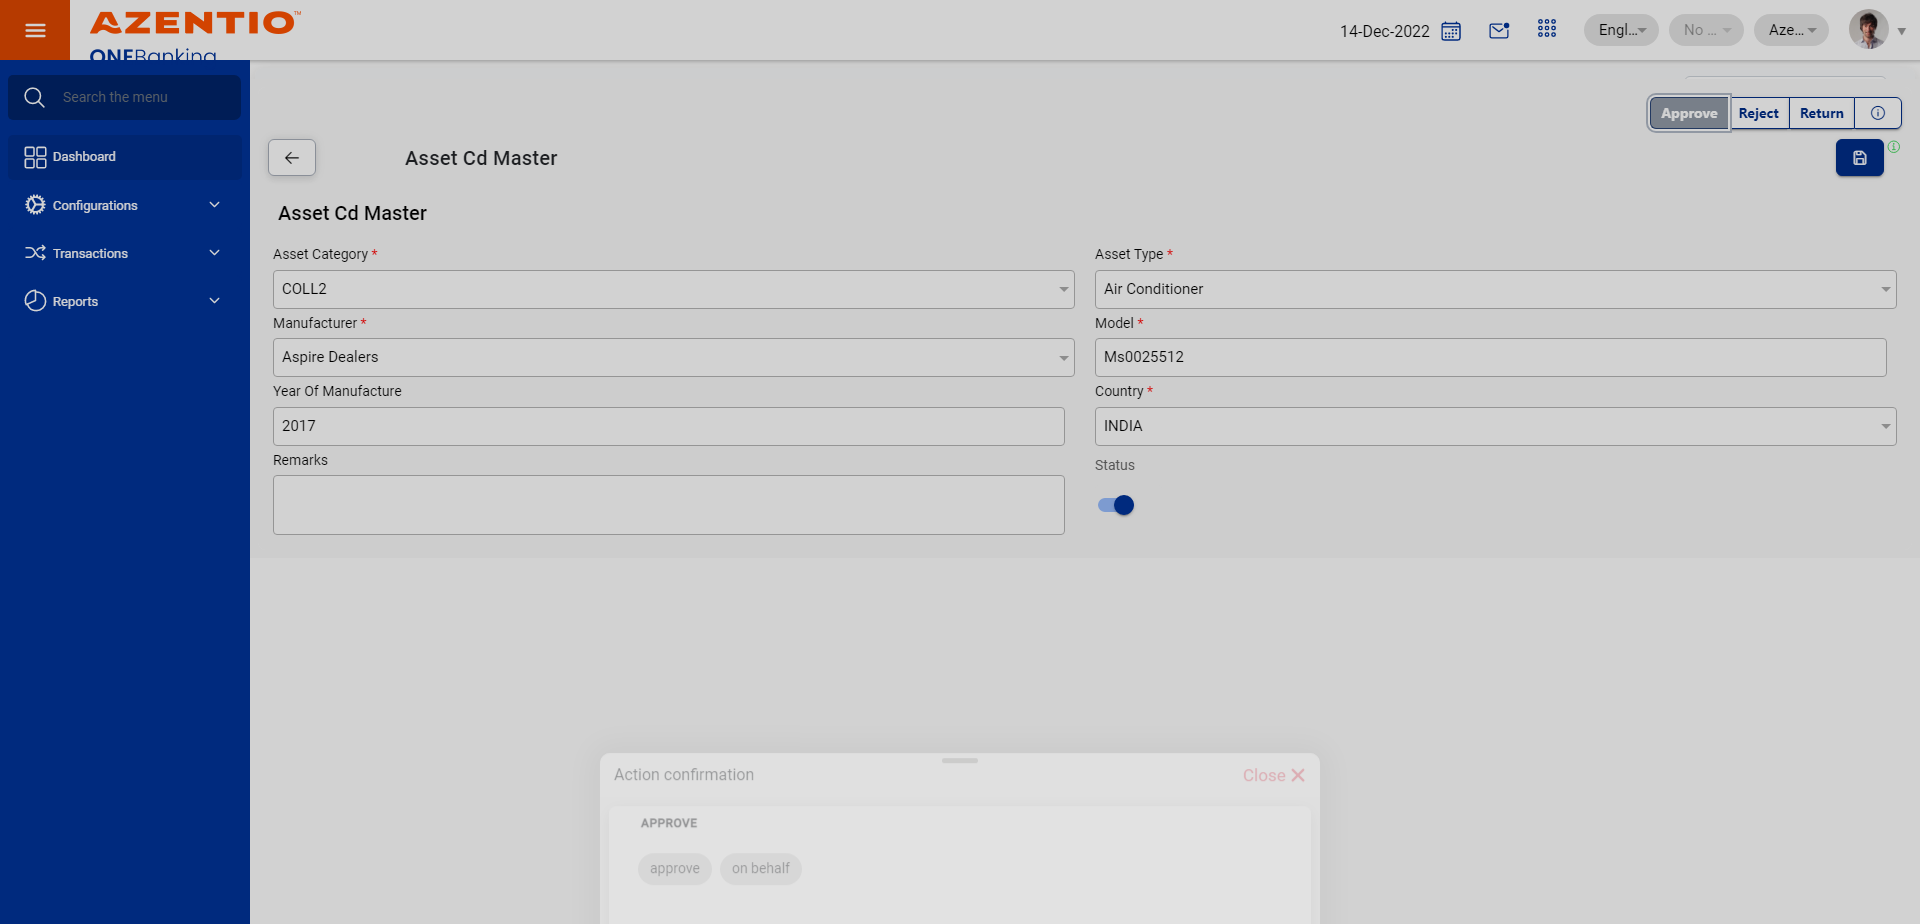 AZENTIO™
ONEBanking
14-Dec-2022
Engl...
No ...
Aze...
Search the menu
Dashboard
Configurations
Transactions
Reports
Approve
Reject
Return
Asset Cd Master
Asset Cd Master
Asset Category *
COLL2
Asset Type *
Air Conditioner
Manufacturer *
Aspire Dealers
Model *
Ms0025512
Year Of Manufacture
2017
Country *
INDIA
Remarks
Status
Action confirmation
Close ✕
APPROVE
approve
on behalf